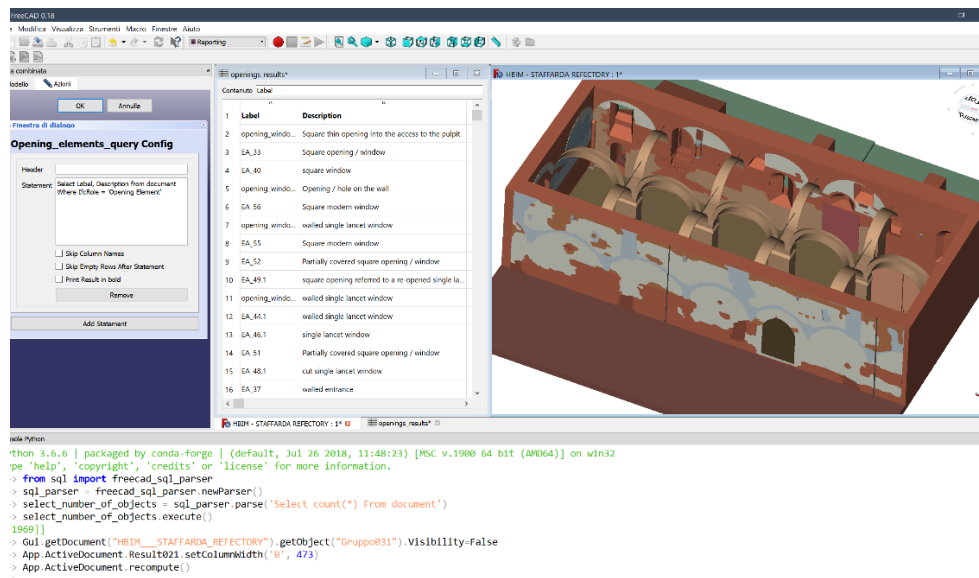 FreeCAD 0.18
Modifica Visualizza Strumenti Macro Finestre Aiuto
Reporting
a combinata
Modello Azioni
OK Annulla
Finestra di dialogo
Opening_elements_query Config
Header
Statement Select Label, Description from document
Where IfcRole = 'Opening Element'
Skip Column Names
Skip Empty Rows After Statement
Print Result in bold
Remove
Add Statement
openings_results*
Contenuto Label
1 Label Description
2 opening_windo... Square thin opening into the access to the pulpit
3 EA_33 Square opening / window
4 EA_40 square window
5 opening_windo... Opening / hole on the wall
6 EA_56 Square modern window
7 opening_windo... walled single lancet window
8 EA_55 Square modern window
9 EA_52 Partially covered square opening / window
10 EA_49.1 square opening referred to a re-opened single la...
11 opening_windo... walled single lancet window
12 EA_44.1 walled single lancet window
13 EA_46.1 single lancet window
14 EA_51 Partially covered square opening / window
15 EA_48.1 cut single lancet window
16 EA_37 walled entrance
HBIM - STAFFARDA REFECTORY : 1*
HBIM - STAFFARDA REFECTORY : 1* openings_results*
nsole Python
ython 3.6.6 | packaged by conda-forge | (default, Jul 26 2018, 11:48:23) [MSC v.1900 64 bit (AMD64)] on win32
ype 'help', 'copyright', 'credits' or 'license' for more information.
> from sql import freecad_sql_parser
> sql_parser = freecad_sql_parser.newParser()
> select_number_of_objects = sql_parser.parse('Select count(*) From document')
> select_number_of_objects.execute()
1969]]
> Gui.getDocument("HBIM___STAFFARDA_REFECTORY").getObject("Gruppo031").Visibility=False
> App.ActiveDocument.Result021.setColumnWidth('B', 473)
> App.ActiveDocument.recompute()